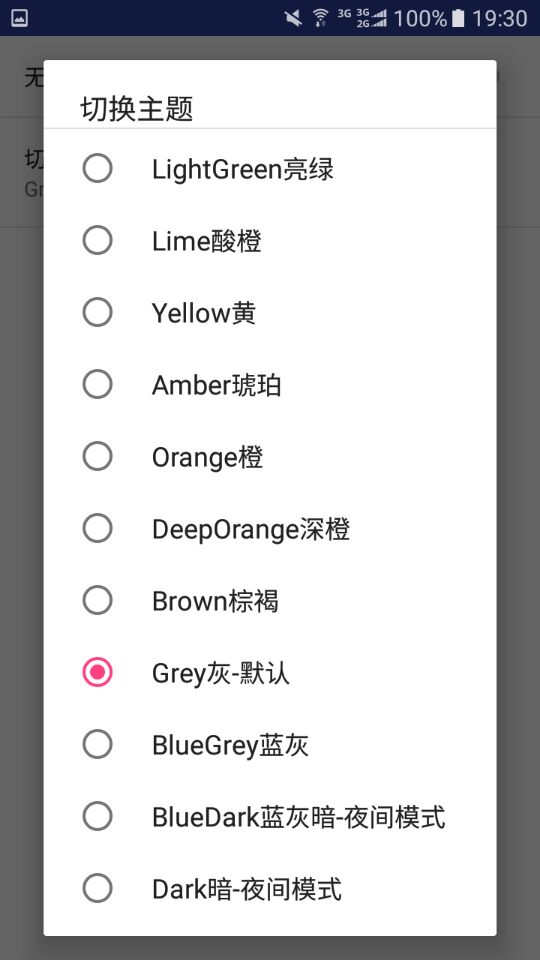 3G 3G 2G 100% 19:30
无
切换主题
切
Gr
LightGreen亮绿
Lime酸橙
Yellow黄
Amber琥珀
Orange橙
DeepOrange深橙
Brown棕褐
Grey灰-默认
BlueGrey蓝灰
BlueDark蓝灰暗-夜间模式
Dark暗-夜间模式